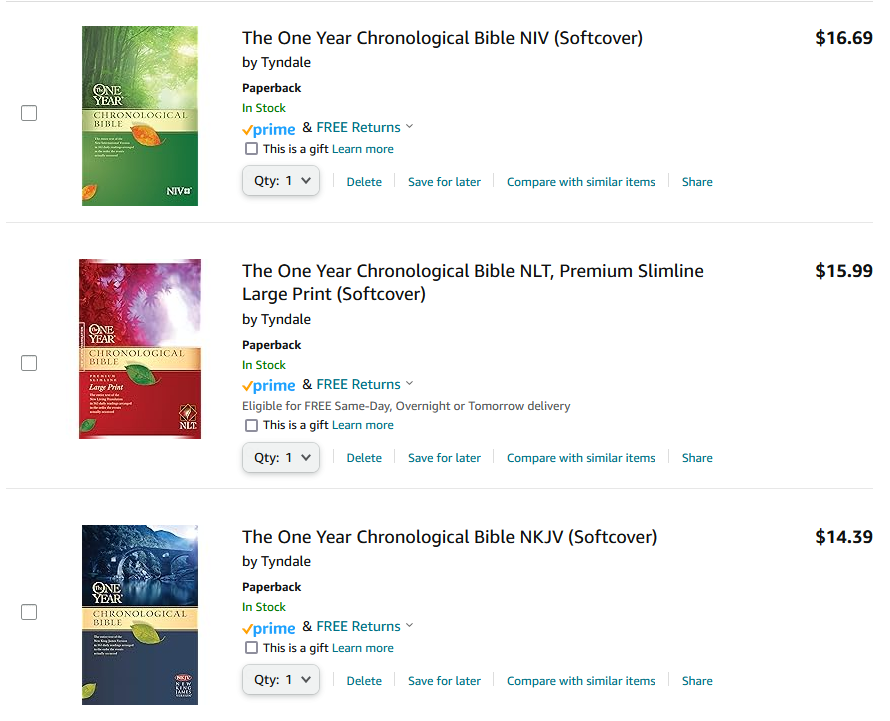 The One Year Chronological Bible NIV (Softcover)
$16.69
by Tyndale
Paperback
In Stock
prime & FREE Returns
This is a gift Learn more
Qty: 1
Delete
Save for later
Compare with similar items
Share
The ONE
YEAR
CHRONOLOGICAL
BIBLE
NIV
The One Year Chronological Bible NLT, Premium Slimline
Large Print (Softcover)
$15.99
by Tyndale
Paperback
In Stock
prime & FREE Returns
Eligible for FREE Same-Day, Overnight or Tomorrow delivery
This is a gift Learn more
Qty: 1
Delete
Save for later
Compare with similar items
Share
The ONE
YEAR
CHRONOLOGICAL
BIBLE
PREMIUM
SLIMLINE
Large Print
NLT
The One Year Chronological Bible NKJV (Softcover)
$14.39
by Tyndale
Paperback
In Stock
prime & FREE Returns
This is a gift Learn more
Qty: 1
Delete
Save for later
Compare with similar items
Share
The ONE
YEAR
CHRONOLOGICAL
BIBLE
NKJV
NEW
KING
JAMES